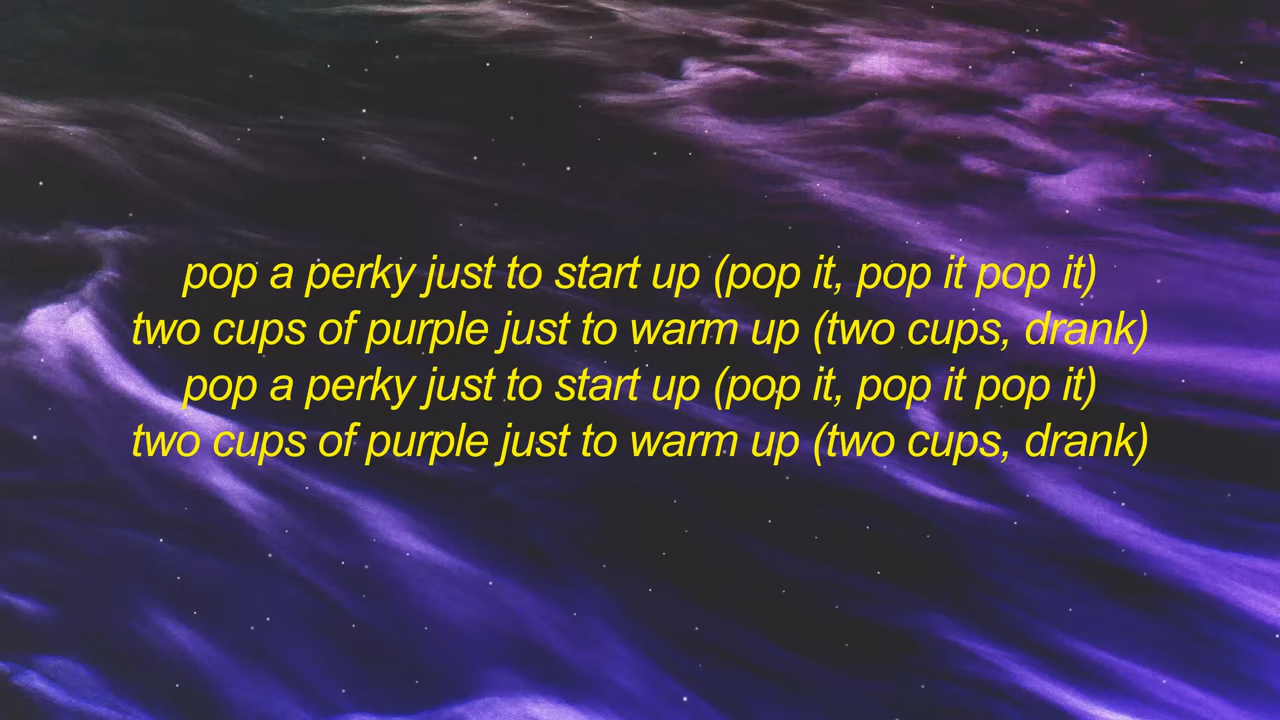 pop a perky just to start up (pop it, pop it pop it)
two cups of purple just to warm up (two cups, drank)
pop a perky just to start up (pop it, pop it pop it)
two cups of purple just to warm up (two cups, drank)